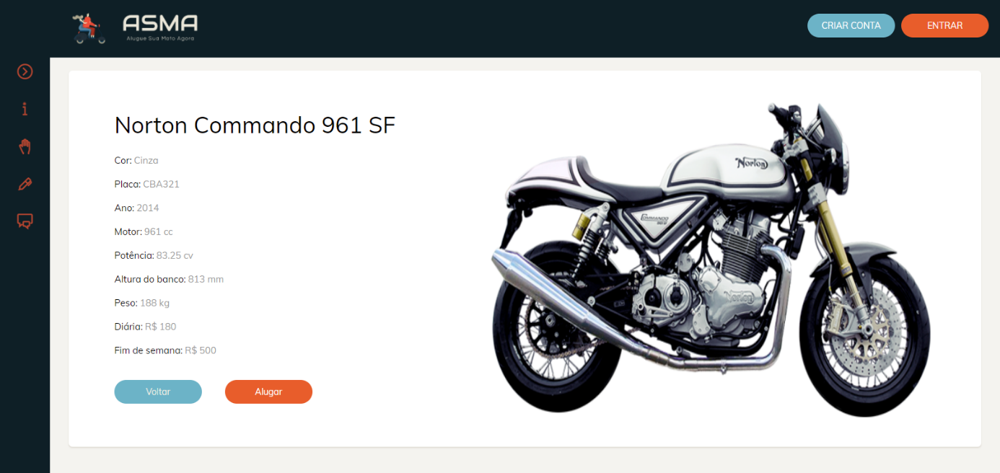 ASMA
Alugue Sua Moto Agora
CRIAR CONTA
ENTRAR
Norton Commando 961 SF
Cor: Cinza
Placa: CBA321
Ano: 2014
Motor: 961 cc
Potência: 83.25 cv
Altura do banco: 813 mm
Peso: 188 kg
Diária: R$ 180
Fim de semana: R$ 500
Voltar
Alugar
Norton
COMMANDO
961 SF
Norton